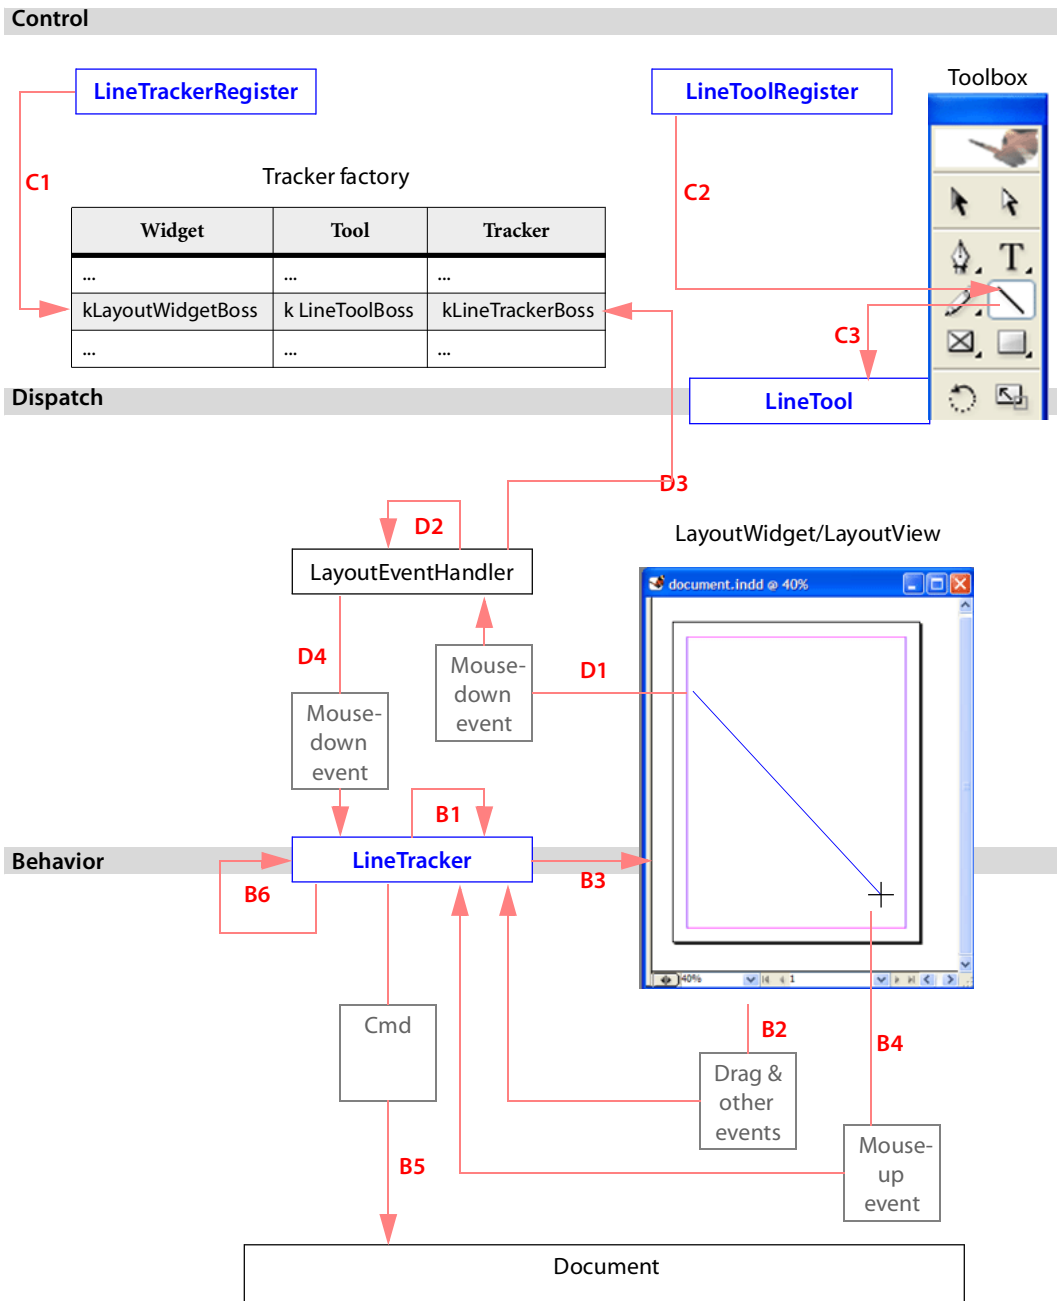 Control
LineTrackerRegister
LineToolRegister
Toolbox
C1
Tracker factory
C2
Widget Tool Tracker
... ... ...
kLayoutWidgetBoss k LineToolBoss kLineTrackerBoss
... ... ...
T
C3
Dispatch
LineTool
D3
D2
LayoutWidget/LayoutView
LayoutEventHandler
document.indd @ 40%
D4
Mouse-
down
event
D1
Mouse-
down
event
B1
Behavior
LineTracker
B3
B6
40%
1
Cmd
B2
B4
Drag &
other
events
Mouse-
up
event
B5
Document